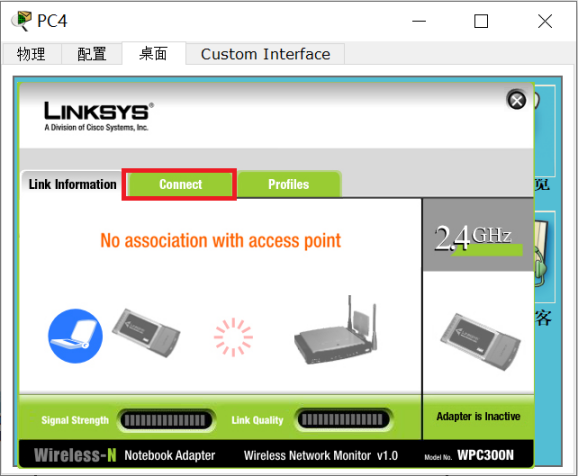 PC4
物理 配置 桌面 Custom Interface
LINKSYS®
A Division of Cisco Systems, Inc.
览
Link Information Connect Profiles
No association with access point
2.4GHz
客
Signal Strength Link Quality Adapter is Inactive
Wireless-N Notebook Adapter Wireless Network Monitor v1.0 Model No. WPC300N